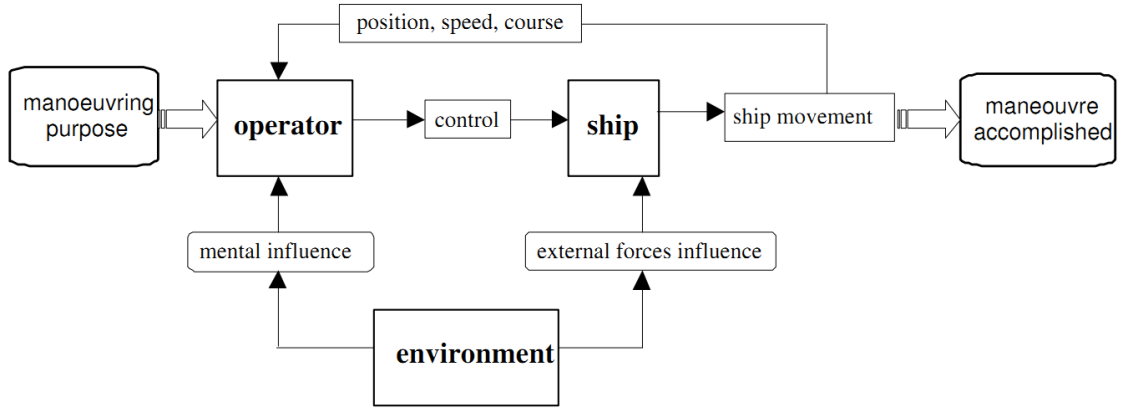 position, speed, course
manoeuvring
purpose
operator
control
ship
ship movement
maneouvre
accomplished
mental influence
external forces influence
environment